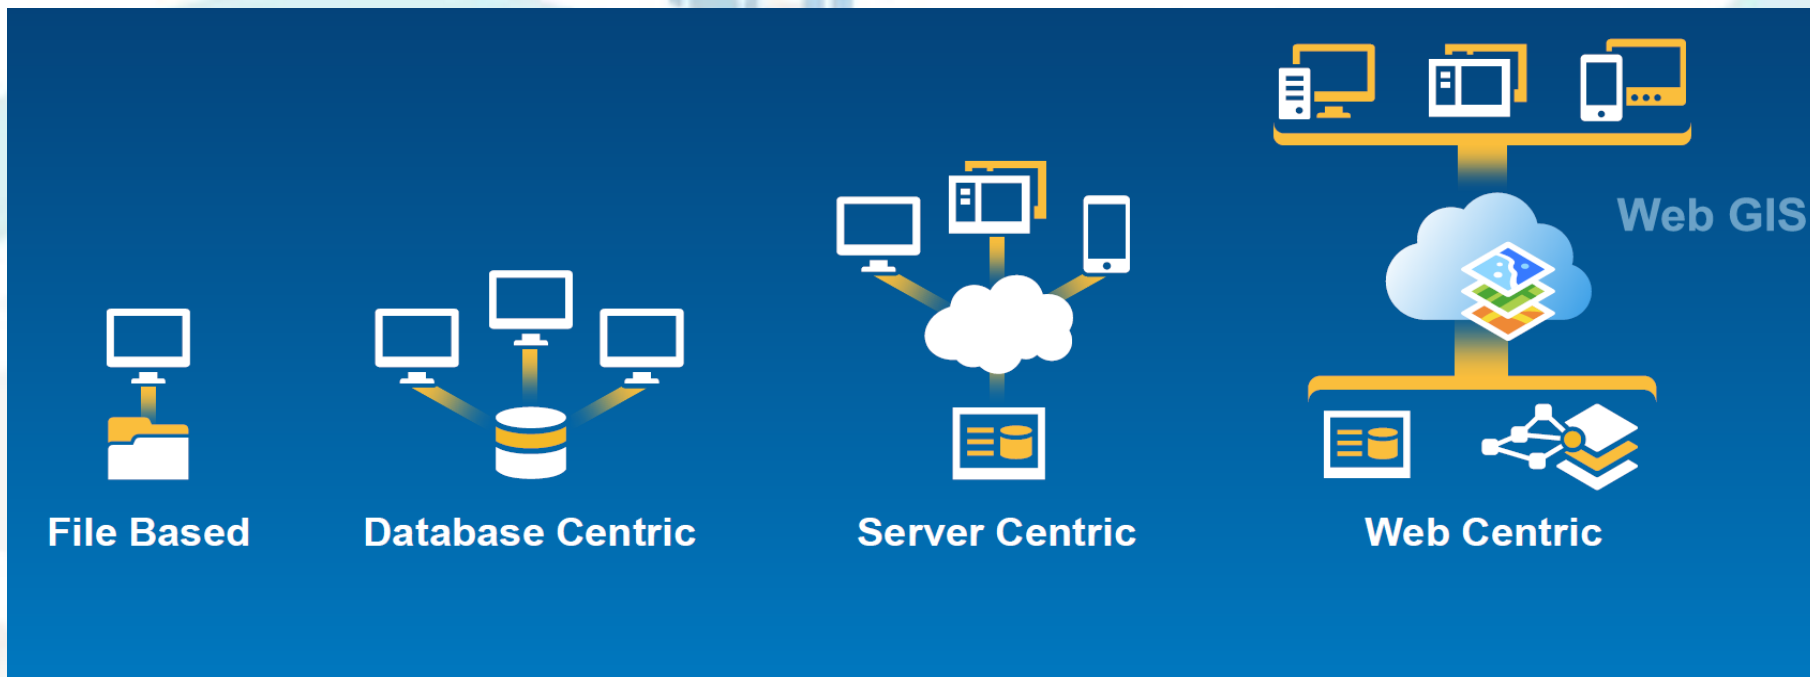 Web GIS
File Based
Database Centric
Server Centric
Web Centric